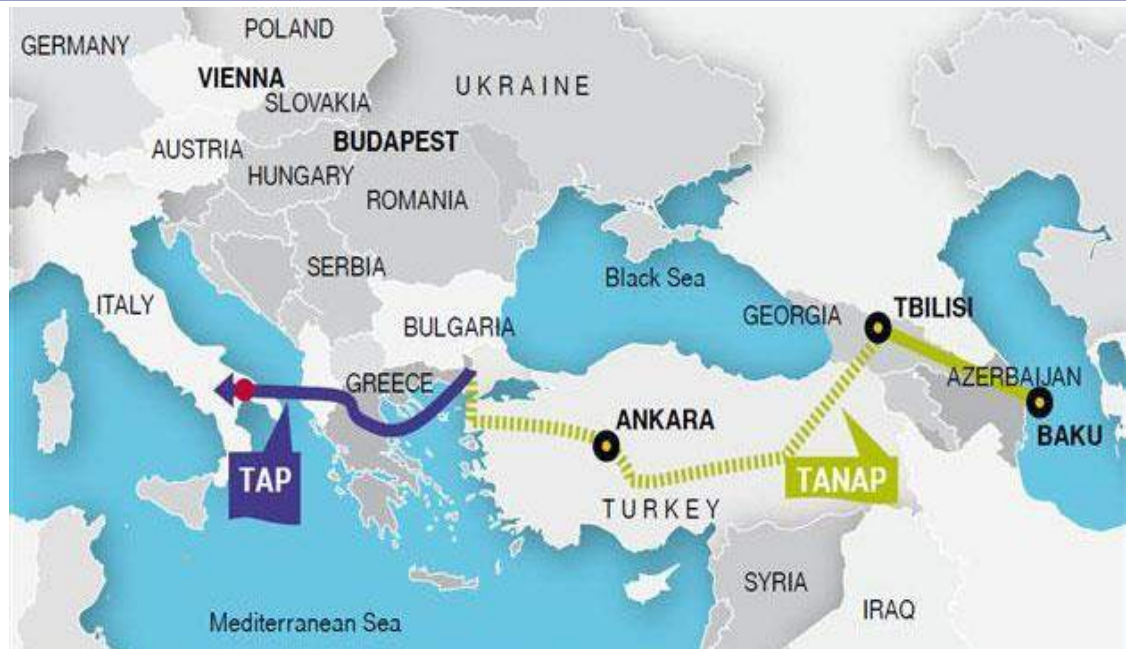 POLAND
GERMANY
VIENNA
UKRAINE
SLOVAKIA
BUDAPEST
AUSTRIA
HUNGARY
ROMANIA
SERBIA
Black Sea
ITALY
GEORGIA
TBILISI
BULGARIA
AZERBAIJAN
GREECE
ANKARA
BAKU
TAP
TANAP
TURKEY
SYRIA
IRAQ
Mediterranean Sea